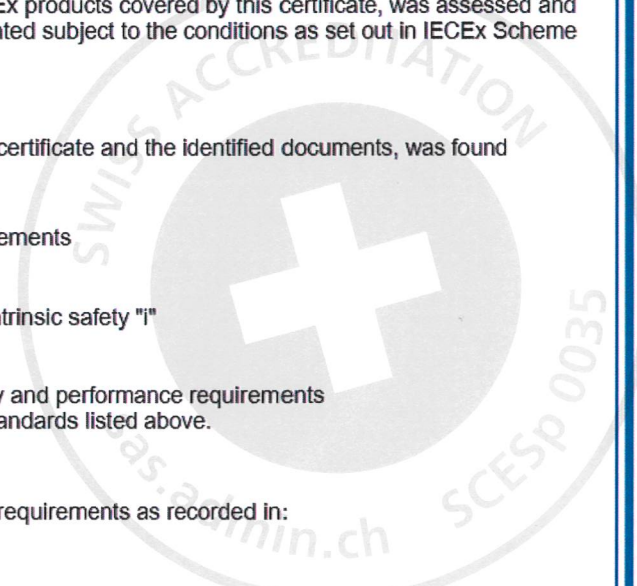 Ex products covered by this certificate, was assessed and
ted subject to the conditions as set out in IECEx Scheme
certificate and the identified documents, was found
ements
trinsic safety "i"
y and performance requirements
andards listed above.
requirements as recorded in:
SWISS ACCREDITATION
sas.admin.ch
SCESp 0035